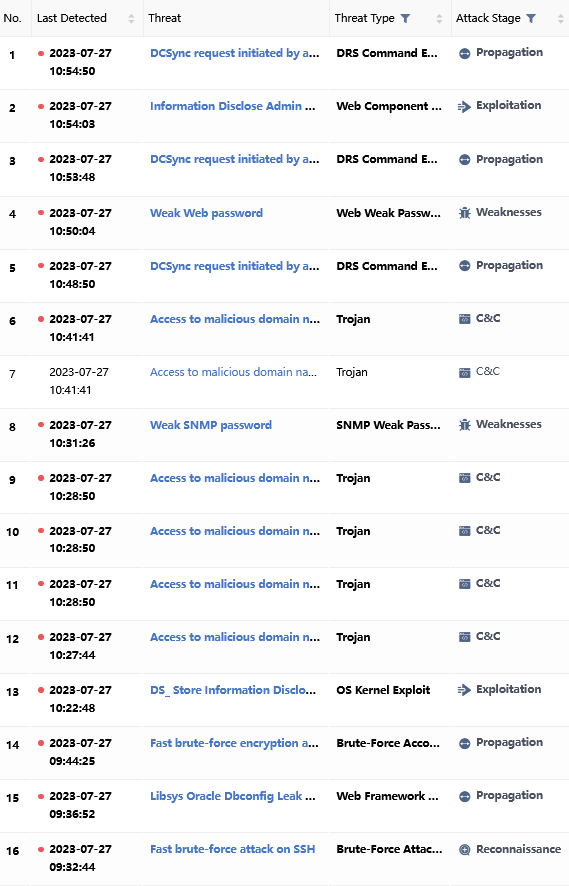 No. Last Detected Threat Threat Type Attack Stage
1 2023-07-27 DCSync request initiated by a... DRS Command E... Propagation
10:54:50
2 2023-07-27 Information Disclose Admin ... Web Component ... Exploitation
10:54:03
3 2023-07-27 DCSync request initiated by a... DRS Command E... Propagation
10:53:48
4 2023-07-27 Weak Web password Web Weak Passw... Weaknesses
10:50:04
5 2023-07-27 DCSync request initiated by a... DRS Command E... Propagation
10:48:50
6 2023-07-27 Access to malicious domain n... Trojan C&C
10:41:41
7 2023-07-27 Access to malicious domain na... Trojan C&C
10:41:41
8 2023-07-27 Weak SNMP password SNMP Weak Pass... Weaknesses
10:31:26
9 2023-07-27 Access to malicious domain n... Trojan C&C
10:28:50
10 2023-07-27 Access to malicious domain n... Trojan C&C
10:28:50
11 2023-07-27 Access to malicious domain n... Trojan C&C
10:28:50
12 2023-07-27 Access to malicious domain n... Trojan C&C
10:27:44
13 2023-07-27 DS_ Store Information Disclo... OS Kernel Exploit Exploitation
10:22:48
14 2023-07-27 Fast brute-force encryption a... Brute-Force Acco... Propagation
09:44:25
15 2023-07-27 Libsys Oracle Dbconfig Leak ... Web Framework ... Propagation
09:36:52
16 2023-07-27 Fast brute-force attack on SSH Brute-Force Attac... Reconnaissance
09:32:44